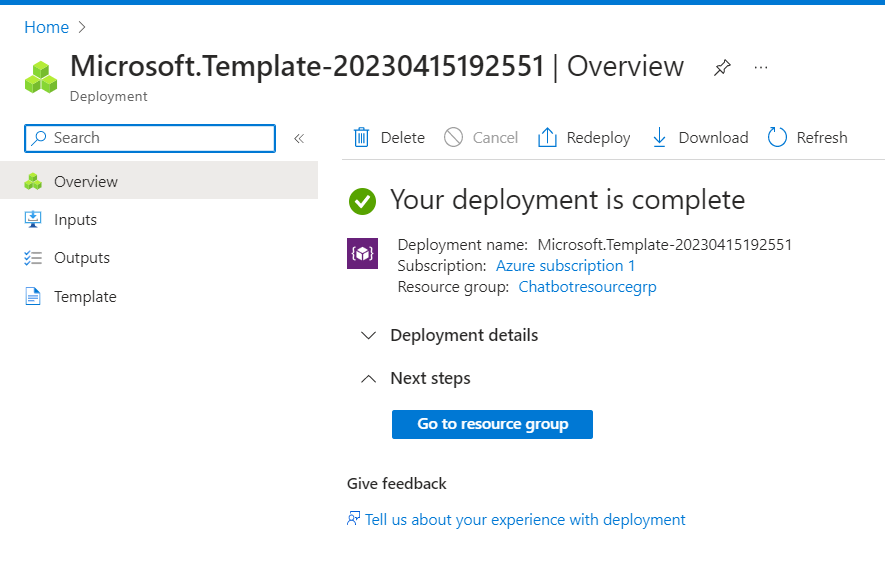 Home
Microsoft.Template-20230415192551 | Overview
Deployment
Search
Overview
Inputs
Outputs
Template
Delete Cancel Redeploy Download Refresh
Your deployment is complete
Deployment name: Microsoft.Template-20230415192551
Subscription: Azure subscription 1
Resource group: Chatbotresourcegrp
Deployment details
Next steps
Go to resource group
Give feedback
Tell us about your experience with deployment